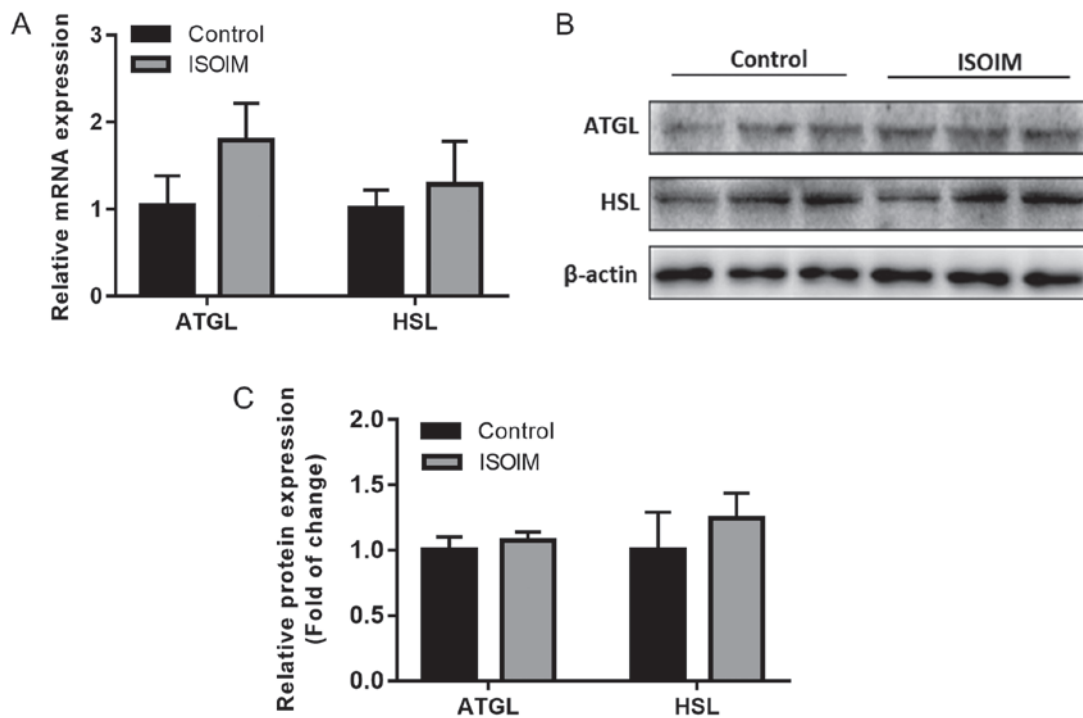 A
Relative mRNA expression
3
2
1
0
Control
ISOIM
ATGL HSL
B
Control ISOIM
ATGL
HSL
β-actin
C
Relative protein expression
(Fold of change)
2.0
1.5
1.0
0.5
0.0
Control
ISOIM
ATGL HSL